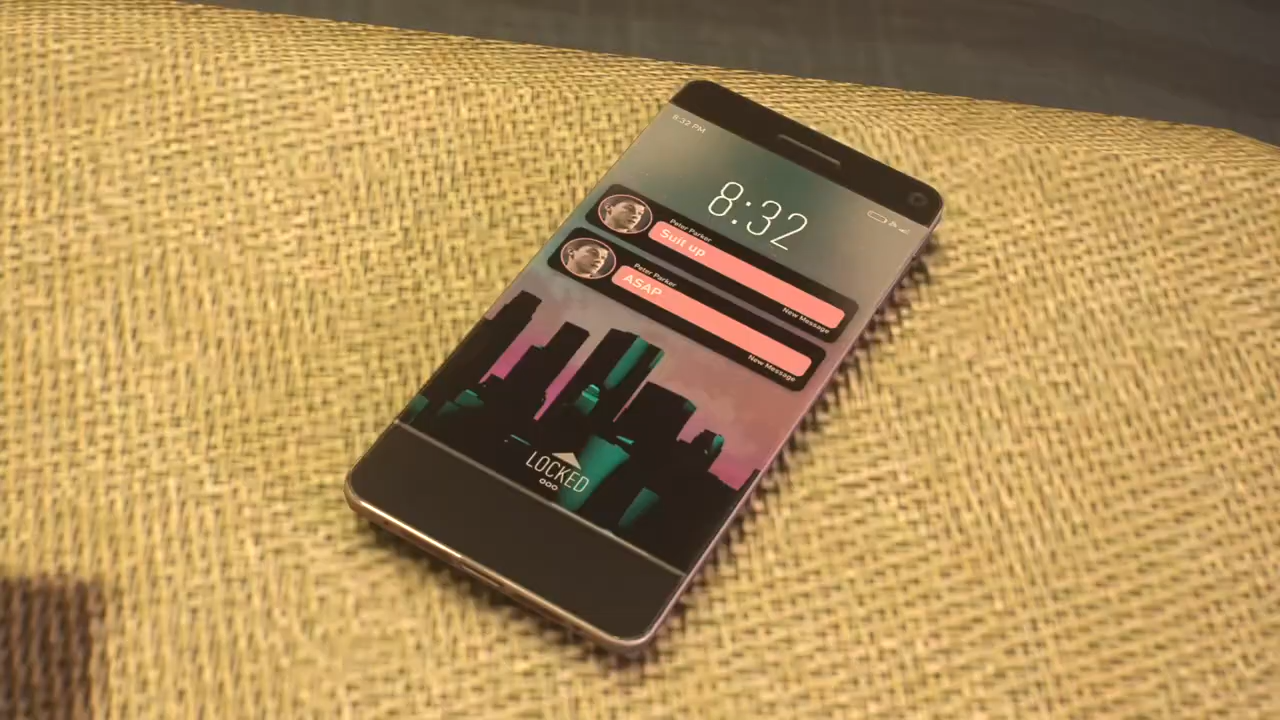 8:32 PM
8:32
Peter Parker
Suit up
New Message
Peter Parker
ASAP
New Message
LOCKED